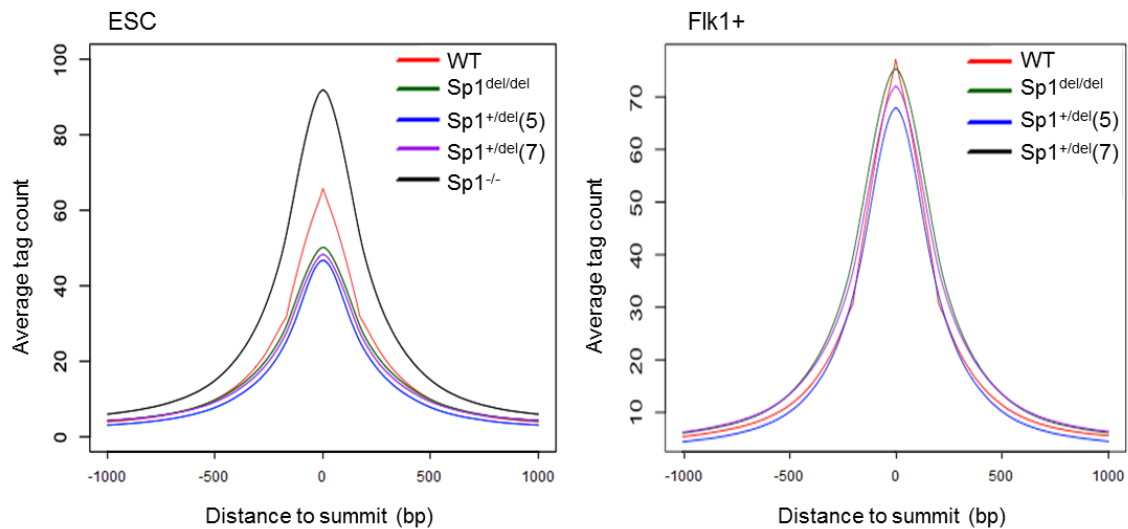 ESC
Average tag count
100
80
60
40
20
0
WT
Sp1del/del
Sp1+/del(5)
Sp1+/del(7)
Sp1-/-
-1000
-500
0
500
1000
Distance to summit (bp)
Flk1+
Average tag count
70
60
50
40
30
20
10
WT
Sp1del/del
Sp1+/del(5)
Sp1+/del(7)
-1000
-500
0
500
1000
Distance to summit (bp)